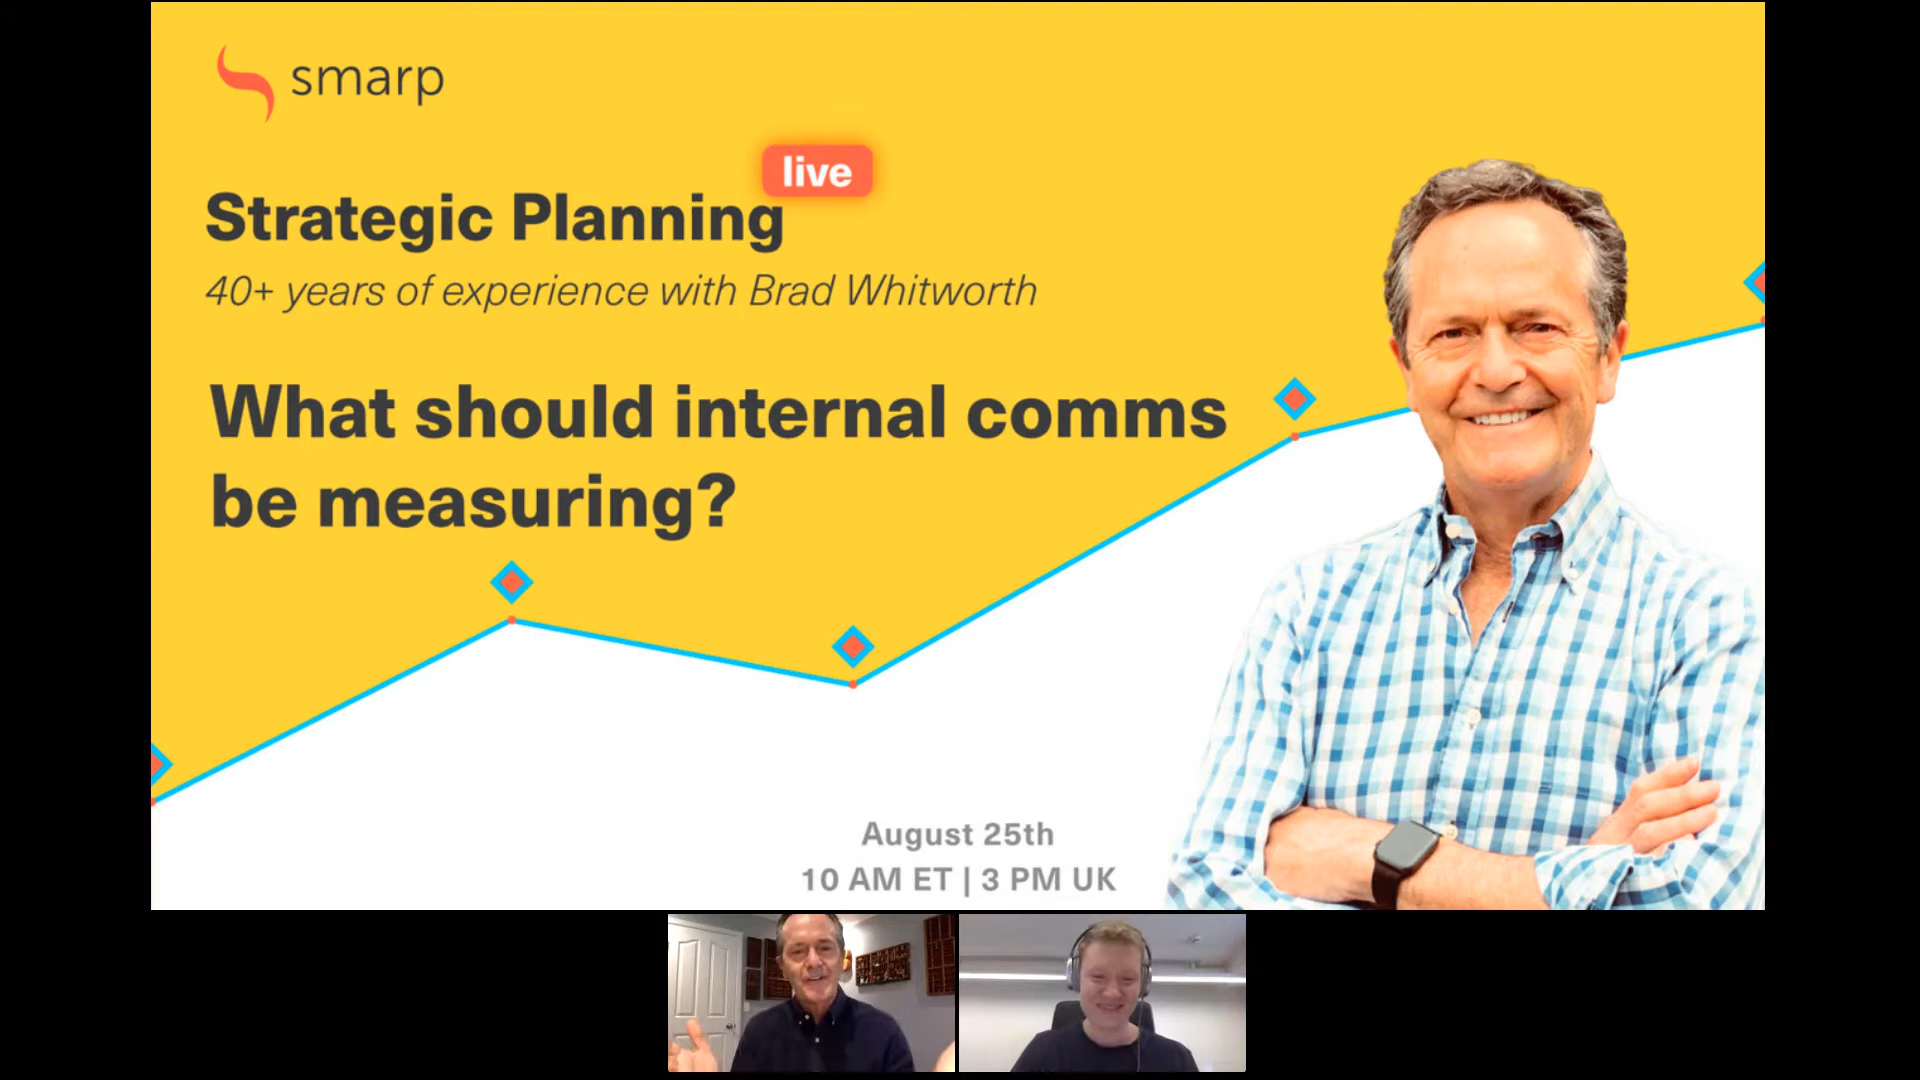 smarp
live
Strategic Planning
40+ years of experience with Brad Whitworth
What should internal comms
be measuring?
August 25th
10 AM ET | 3 PM UK